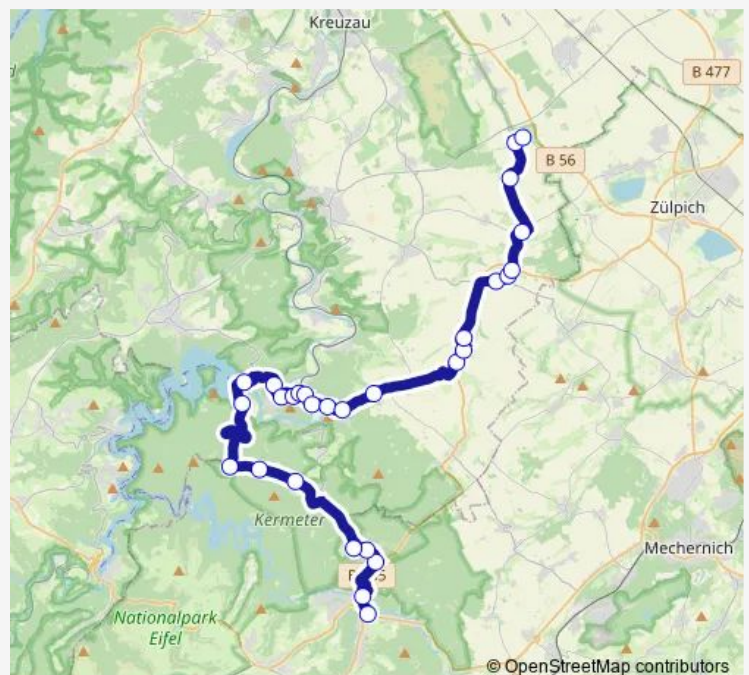 Kreuzau
B 477
B 56
Zülpich
Kermeter
Mechernich
Nationalpark
Eifel
© OpenStreetMap contributors